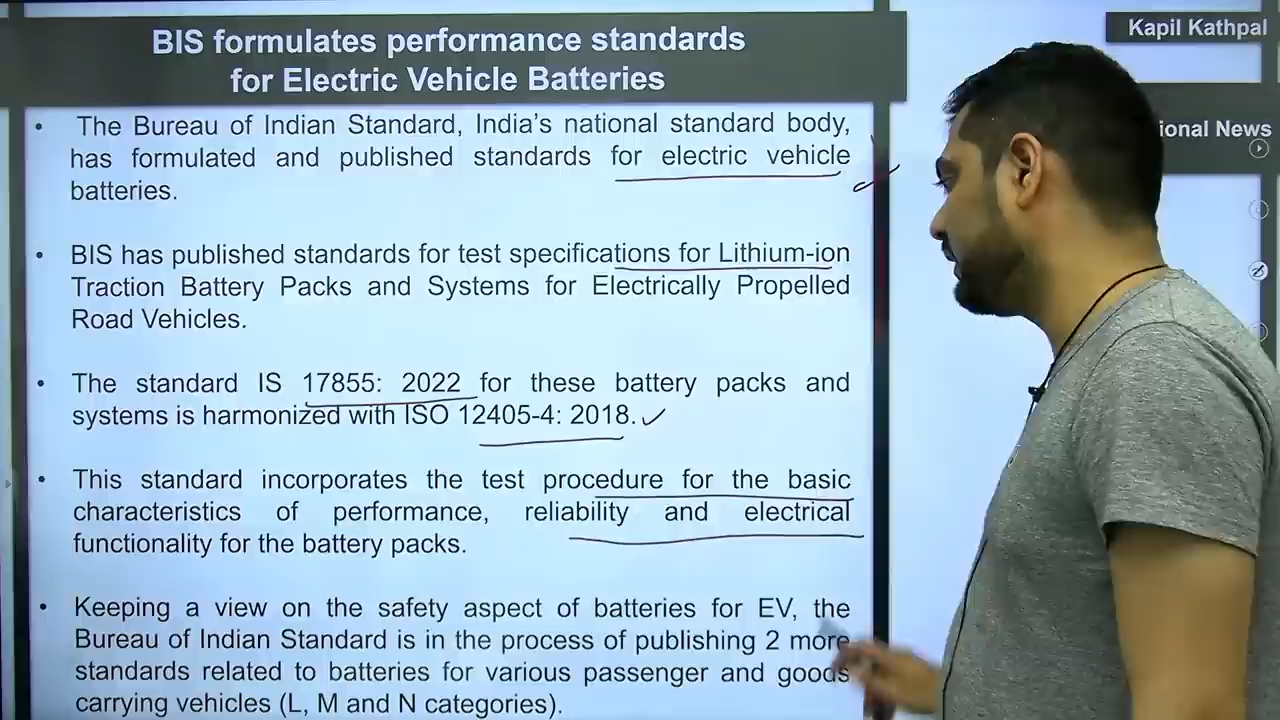 BIS formulates performance standards
for Electric Vehicle Batteries
Kapil Kathpal
ional News
• The Bureau of Indian Standard, India's national standard body,
has formulated and published standards for electric vehicle
batteries.
• BIS has published standards for test specifications for Lithium-ion
Traction Battery Packs and Systems for Electrically Propelled
Road Vehicles.
• The standard IS 17855: 2022 for these battery packs and
systems is harmonized with ISO 12405-4: 2018.
• This standard incorporates the test procedure for the basic
characteristics of performance, reliability and electrical
functionality for the battery packs.
• Keeping a view on the safety aspect of batteries for EV, the
Bureau of Indian Standard is in the process of publishing 2 more
standards related to batteries for various passenger and goods
carrying vehicles (L, M and N categories).